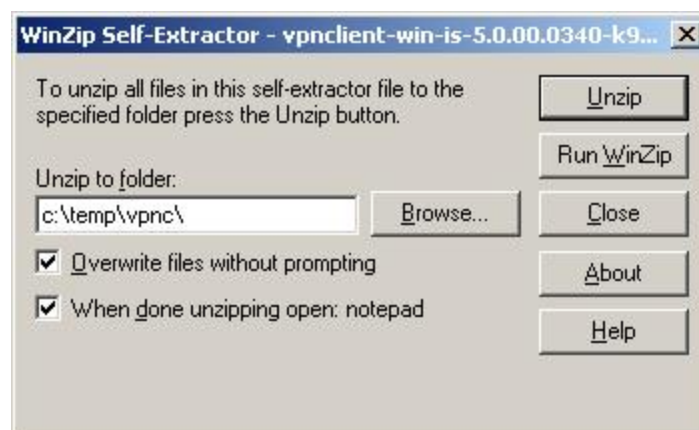 WinZip Self-Extractor - vpnclient-win-is-5.0.00.0340-k9...
To unzip all files in this self-extractor file to the
specified folder press the Unzip button.
Unzip to folder:
c:\temp\vpnc\
Browse...
Overwrite files without prompting
When done unzipping open: notepad
Unzip
Run WinZip
Close
About
Help